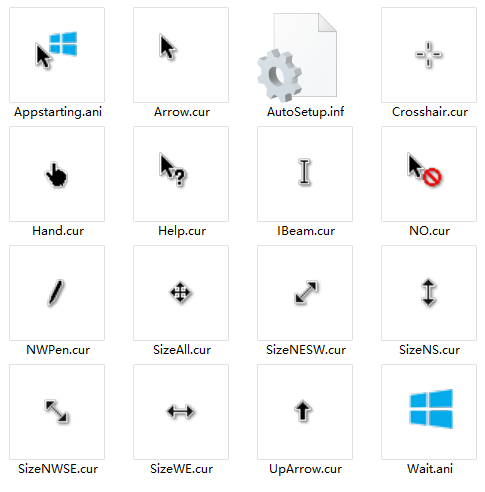 Appstarting.ani Arrow.cur AutoSetup.inf Crosshair.cur
Hand.cur Help.cur IBeam.cur NO.cur
NWPen.cur SizeAll.cur SizeNESW.cur SizeNS.cur
SizeNWSE.cur SizeWE.cur UpArrow.cur Wait.ani